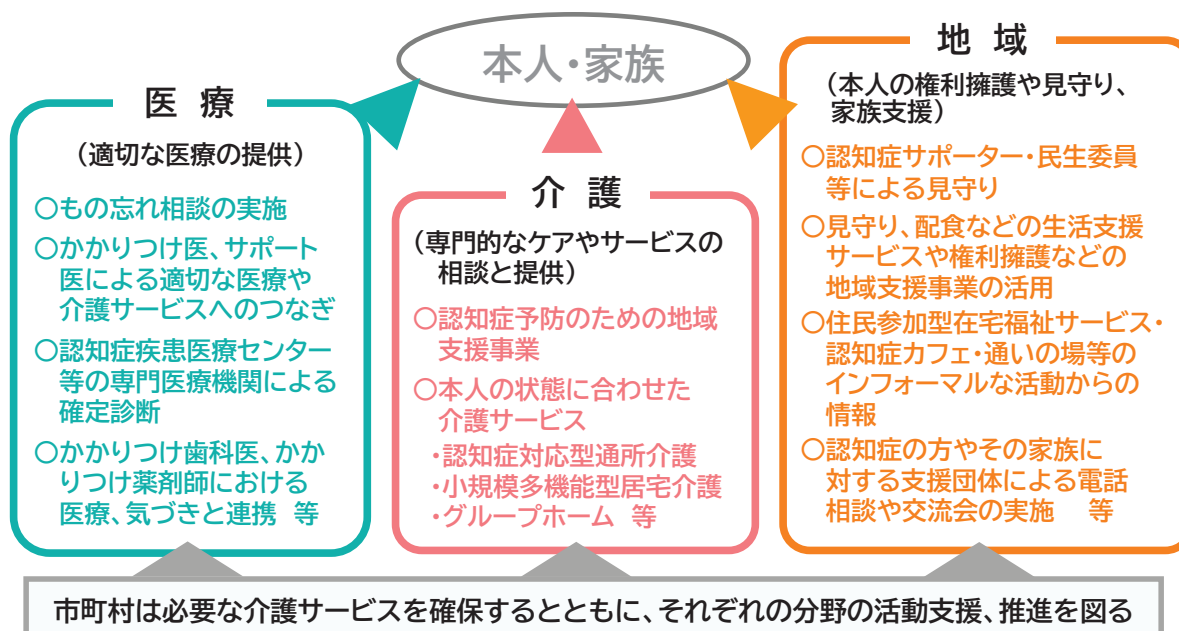 本人・家族
医 療
(適切な医療の提供)
○もの忘れ相談の実施
○かかりつけ医、サポート
医による適切な医療や
介護サービスへのつなぎ
○認知症疾患医療センター
等の専門医療機関による
確定診断
○かかりつけ歯科医、かか
りつけ薬剤師における
医療、気づきと連携 等
介 護
(専門的なケアやサービスの
相談と提供)
○認知症予防のための地域
支援事業
○本人の状態に合わせた
介護サービス
・認知症対応型通所介護
・小規模多機能型居宅介護
・グループホーム 等
地 域
(本人の権利擁護や見守り、
家族支援)
○認知症サポーター・民生委員
等による見守り
○見守り、配食などの生活支援
サービスや権利擁護などの
地域支援事業の活用
○住民参加型在宅福祉サービス・
認知症カフェ・通いの場等の
インフォーマルな活動からの
情報
○認知症の方やその家族に
対する支援団体による電話
相談や交流会の実施 等
市町村は必要な介護サービスを確保するとともに、それぞれの分野の活動支援、推進を図る